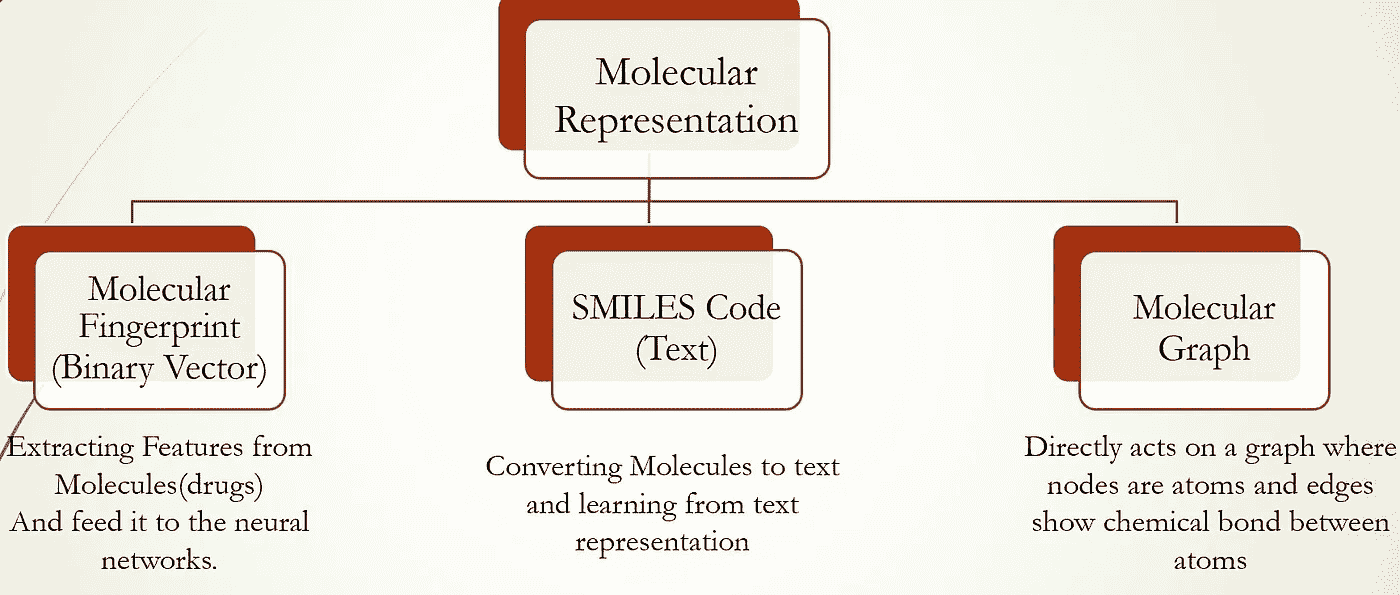 Molecular
Representation
Molecular
Fingerprint
(Binary Vector)
SMILES Code
(Text)
Molecular
Graph
Extracting Features from
Molecules(drugs)
And feed it to the neural
networks.
Converting Molecules to text
and learning from text
representation
Directly acts on a graph where
nodes are atoms and edges
show chemical bond between
atoms